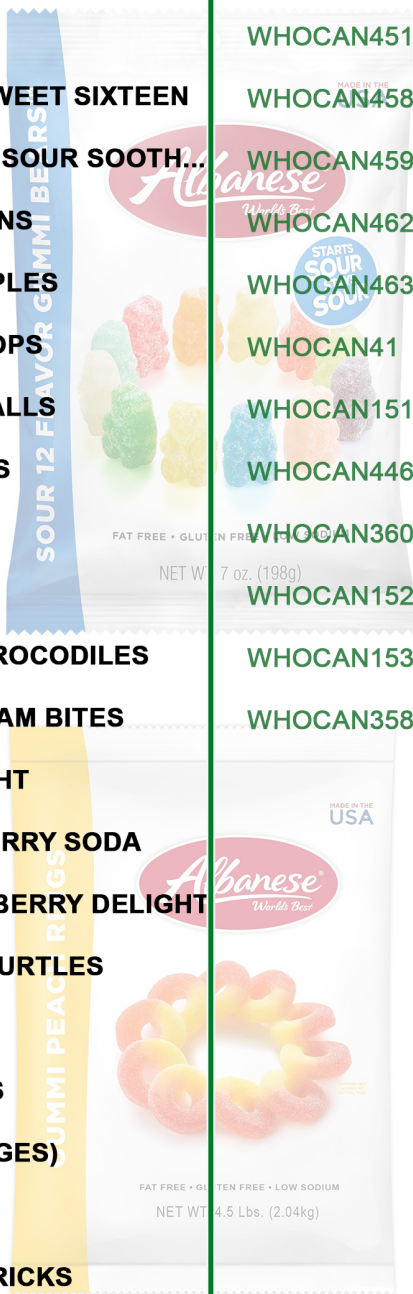 WHOCAN451
WEET SIXTEEN
WHOCAN458
SOUR SOOTH...
WHOCAN459
NS
WHOCAN462
PLES
WHOCAN463
OPS
WHOCAN41
ALLS
WHOCAN151
S
WHOCAN446
WHOCAN360
WHOCAN152
ROCODILES
WHOCAN153
AM BITES
WHOCAN358
HT
RRY SODA
BERRY DELIGHT
URTLES
S
GES)
RICKS
SOUR 12 FLAVOR GUMMI BEARS
MADE IN THE
USA
Albanese
World's Best
STARTS
SOUR
SOUR
FAT FREE • GLUTEN FREE • LOW SODIUM
NET WT 7 oz. (198g)
GUMMI PEACH RINGS
MADE IN THE
USA
Albanese®
World's Best
FAT FREE • GLUTEN FREE • LOW SODIUM
NET WT 4.5 Lbs. (2.04kg)